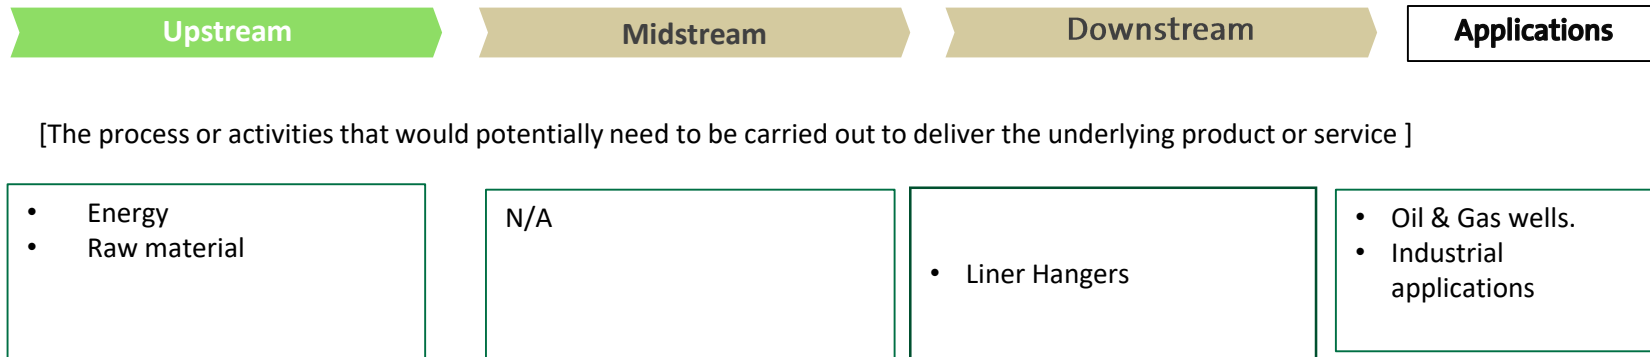 Upstream
Midstream
Downstream
Applications
[The process or activities that would potentially need to be carried out to deliver the underlying product or service ]
• Energy
• Raw material
N/A
• Liner Hangers
• Oil & Gas wells.
• Industrial
applications